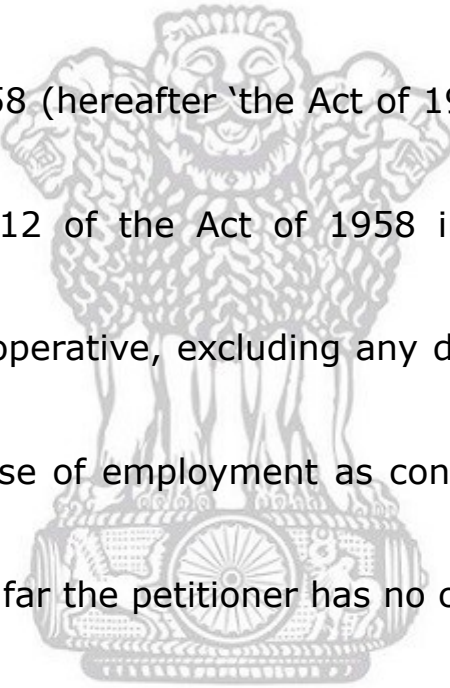 58 (hereafter ‘the Act of 19
12 of the Act of 1958 i
operative, excluding any d
se of employment as con
far the petitioner has no